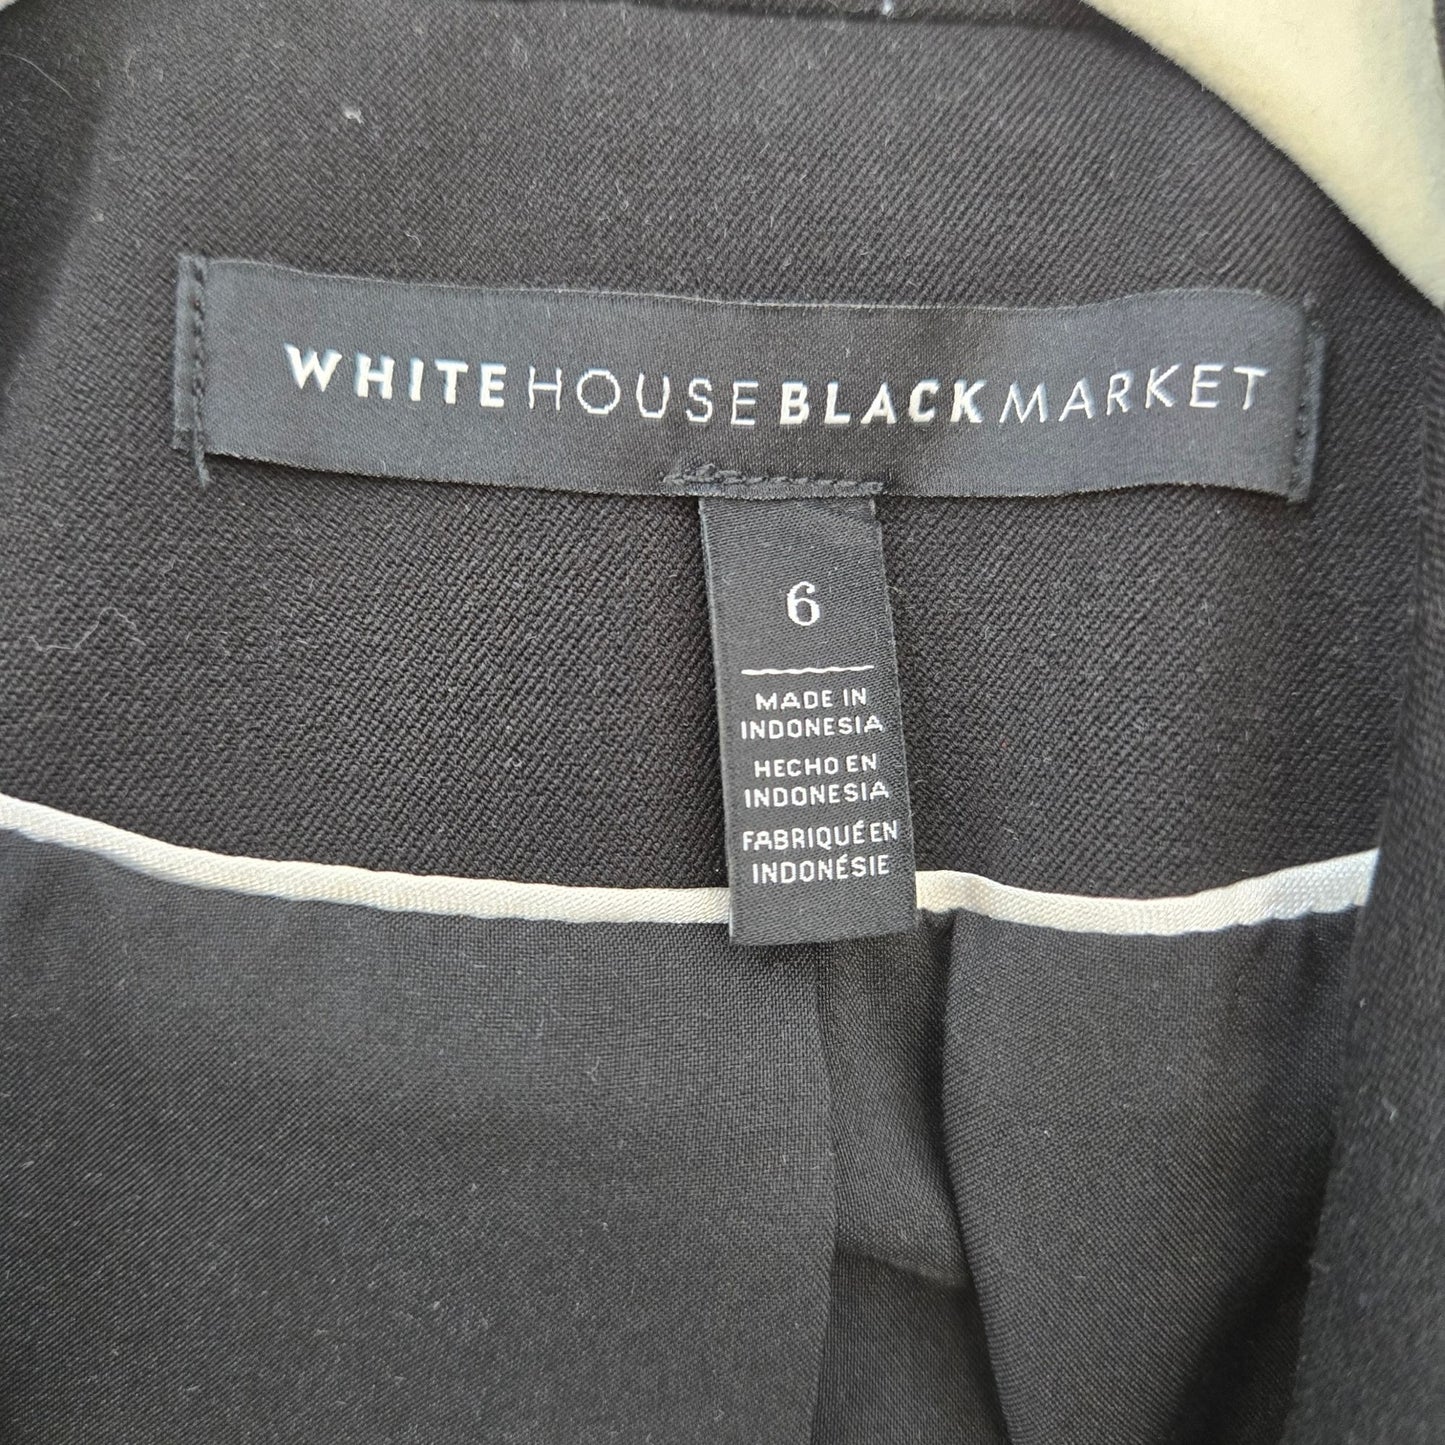 WHITEHOUSEBLACKMARKET
6
MADE IN
INDONESIA
HECHO EN
INDONESIA
FABRIQUÉ EN
INDONÉSIE